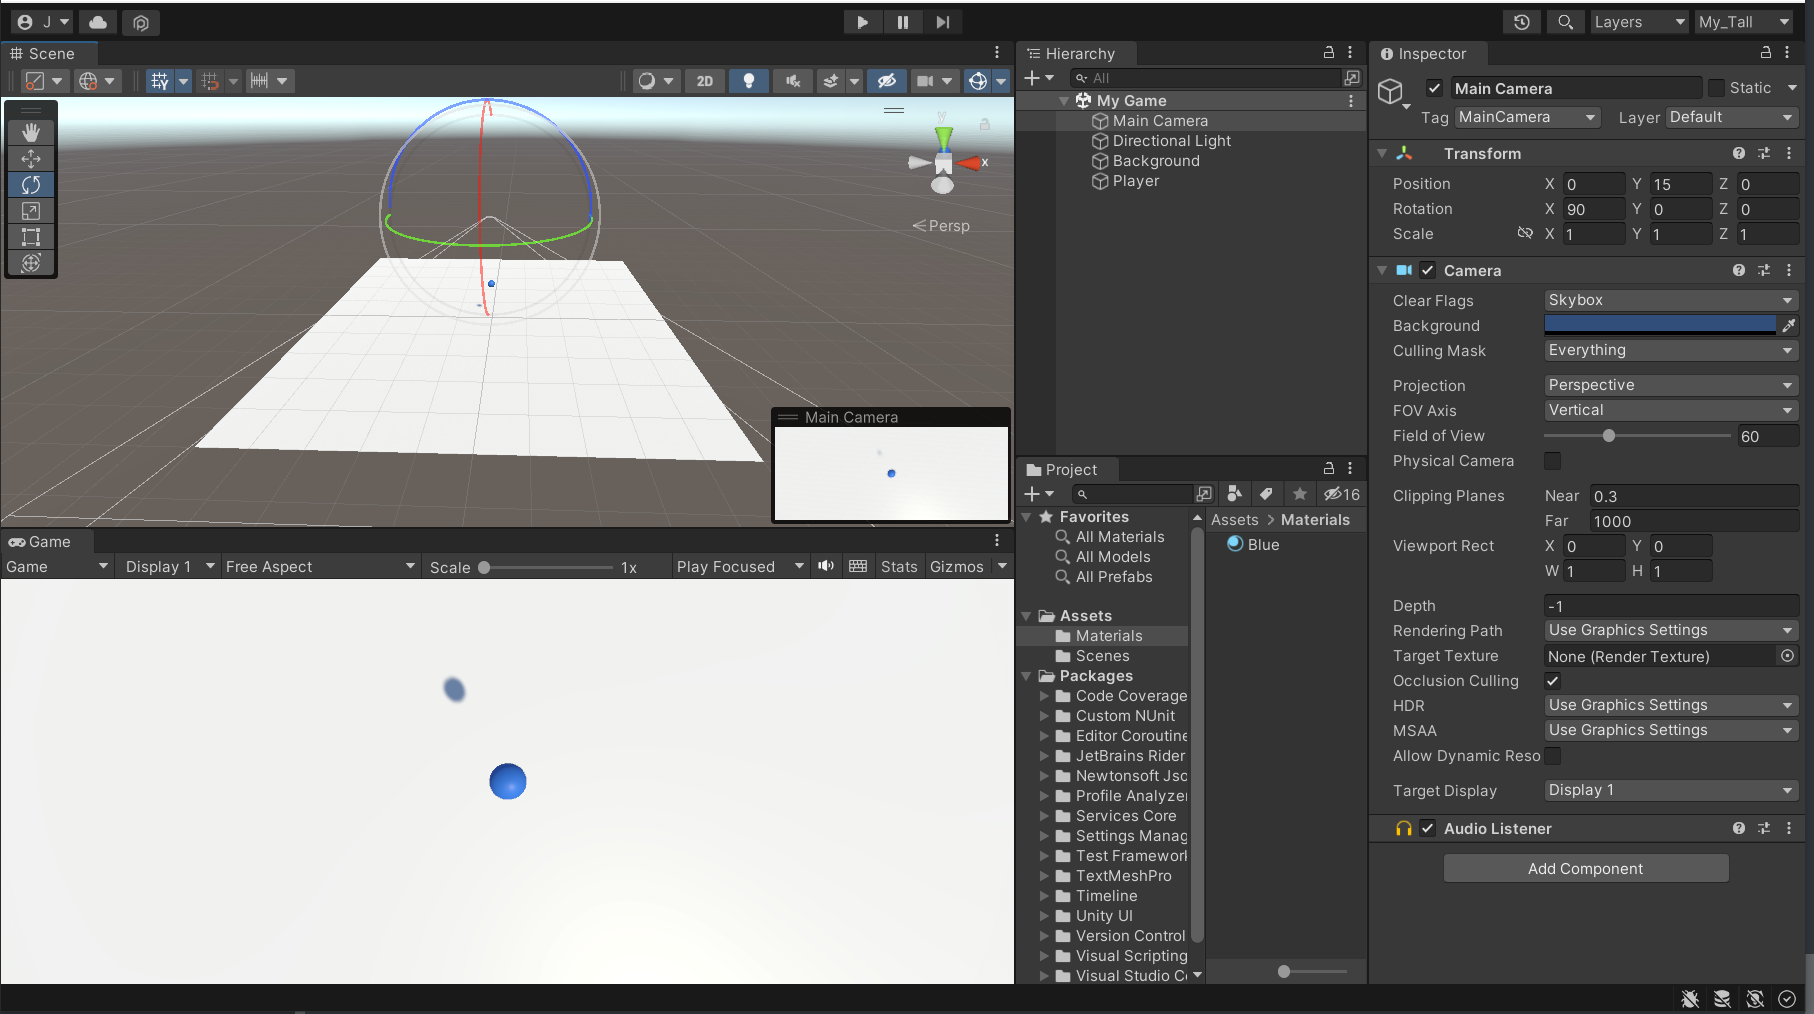 J
Layers
My_Tall
Scene
2D
y
x
Persp
Main Camera
Game
Game
Display 1
Free Aspect
Scale
1x
Play Focused
Stats
Gizmos
Hierarchy
All
My Game
Main Camera
Directional Light
Background
Player
Project
16
Favorites
All Materials
All Models
All Prefabs
Assets
Materials
Scenes
Packages
Code Coverage
Custom NUnit
Editor Coroutine
JetBrains Rider
Newtonsoft Jso
Profile Analyzer
Services Core
Settings Manag
Test Framework
TextMeshPro
Timeline
Unity UI
Version Control
Visual Scripting
Visual Studio C
Assets > Materials
Blue
Inspector
Main Camera
Static
Tag MainCamera Layer Default
Transform
Position X 0 Y 15 Z 0
Rotation X 90 Y 0 Z 0
Scale X 1 Y 1 Z 1
Camera
Clear Flags Skybox
Background
Culling Mask Everything
Projection Perspective
FOV Axis Vertical
Field of View 60
Physical Camera
Clipping Planes Near 0.3
Far 1000
Viewport Rect X 0 Y 0
W 1 H 1
Depth -1
Rendering Path Use Graphics Settings
Target Texture None (Render Texture)
Occlusion Culling
HDR Use Graphics Settings
MSAA Use Graphics Settings
Allow Dynamic Reso
Target Display Display 1
Audio Listener
Add Component